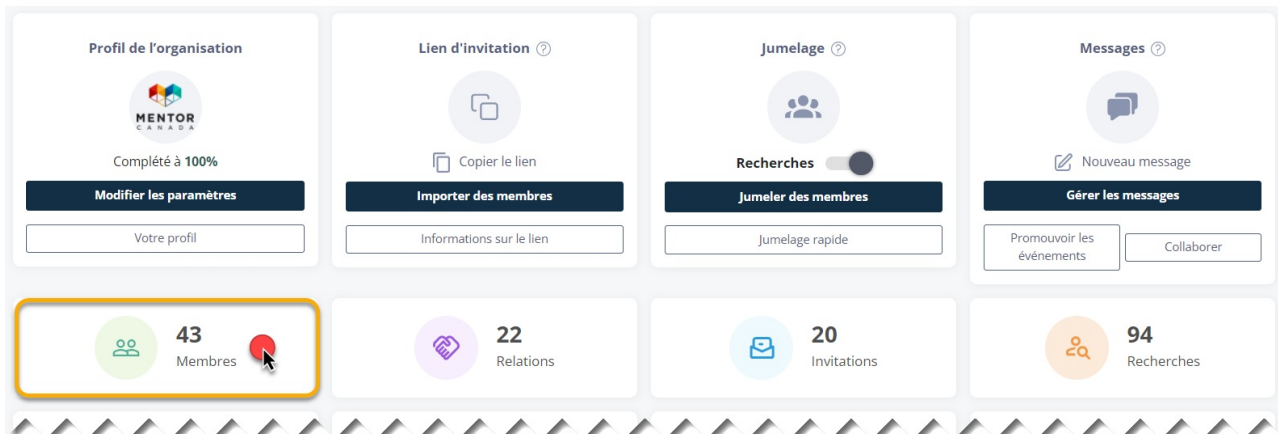 Profil de l'organisation
MENTOR
CANADA
Complété à 100%
Modifier les paramètres
Votre profil
Lien d'invitation ?
Copier le lien
Importer des membres
Informations sur le lien
Jumelage ?
Recherches
Jumeler des membres
Jumelage rapide
Messages ?
Nouveau message
Gérer les messages
Promouvoir les
événements
Collaborer
43
Membres
22
Relations
20
Invitations
94
Recherches